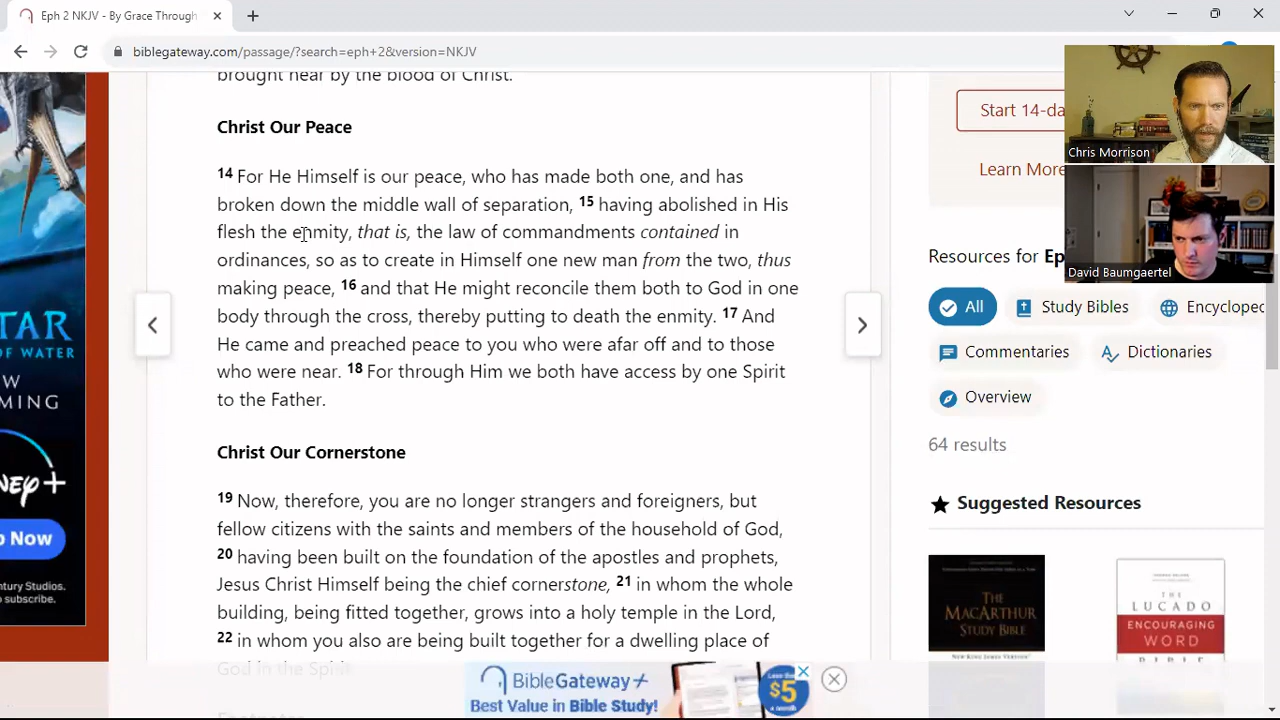 Eph 2 NKJV - By Grace Through
biblegateway.com/passage/?search=eph+2&version=NKJV
brought near by the blood of Christ.
Christ Our Peace
14 For He Himself is our peace, who has made both one, and has
broken down the middle wall of separation, 15 having abolished in His
flesh the enmity, that is, the law of commandments contained in
ordinances, so as to create in Himself one new man from the two, thus
making peace, 16 and that He might reconcile them both to God in one
body through the cross, thereby putting to death the enmity. 17 And
He came and preached peace to you who were afar off and to those
who were near. 18 For through Him we both have access by one Spirit
to the Father.
Christ Our Cornerstone
19 Now, therefore, you are no longer strangers and foreigners, but
fellow citizens with the saints and members of the household of God,
20 having been built on the foundation of the apostles and prophets,
Jesus Christ Himself being the chief cornerstone, 21 in whom the whole
building, being fitted together, grows into a holy temple in the Lord,
22 in whom you also are being built together for a dwelling place of
God in the Spirit
TAR
OF WATER
W
MING
NEP+
p Now
entury Studios.
o subscribe.
BibleGateway+
Best Value in Bible Study!
$5
Start 14-da
Learn More
Chris Morrison
David Baumgaertel
Resources for Ep
All
Study Bibles
Encycloped
Commentaries
Dictionaries
Overview
64 results
Suggested Resources
THE
MACARTHUR
STUDY BIBLE
NEW KING JAMES VERSION
THE
LUCADO
ENCOURAGING
WORD
BIBLE